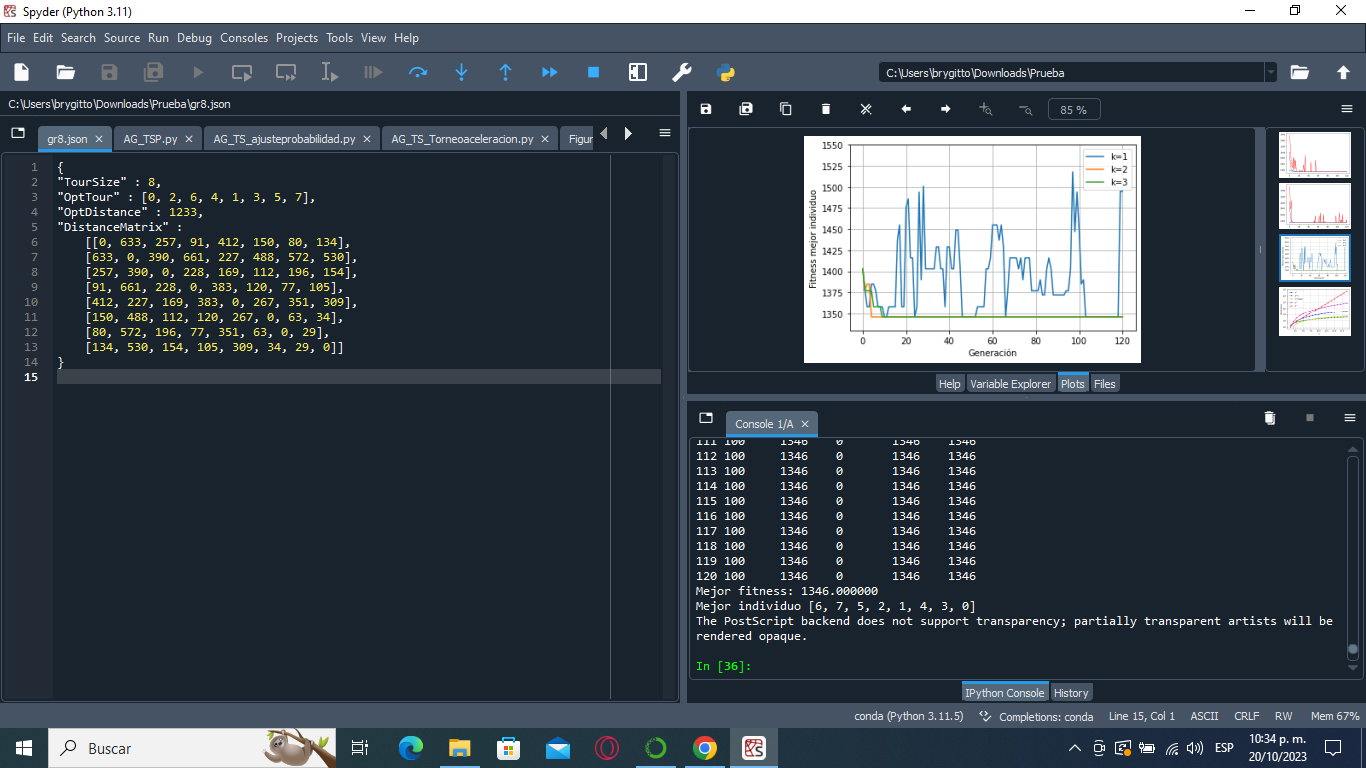 Spyder (Python 3.11)
File Edit Search Source Run Debug Consoles Projects Tools View Help
C:\Users\brygitto\Downloads\Prueba
C:\Users\brygitto\Downloads\Prueba\gr8.json
gr8.json AG_TSP.py AG_TS_ajusteprobabilidad.py AG_TS_Torneoaceleracion.py Figur
1 {
2 "TourSize" : 8,
3 "OptTour" : [0, 2, 6, 4, 1, 3, 5, 7],
4 "OptDistance" : 1233,
5 "DistanceMatrix" :
6 [[0, 633, 257, 91, 412, 150, 80, 134],
7 [633, 0, 390, 661, 227, 488, 572, 530],
8 [257, 390, 0, 228, 169, 112, 196, 154],
9 [91, 661, 228, 0, 383, 120, 77, 105],
10 [412, 227, 169, 383, 0, 267, 351, 309],
11 [150, 488, 112, 120, 267, 0, 63, 34],
12 [80, 572, 196, 77, 351, 63, 0, 29],
13 [134, 530, 154, 105, 309, 34, 29, 0]]
14 }
15
85 %
1550
1525
1500
1475
1450
1425
1400
1375
1350
Fitness mejor individuo
k=1
k=2
k=3
0 20 40 60 80 100 120
Generación
Help Variable Explorer Plots Files
Console 1/A
111 100 1346 0 1346 1346
112 100 1346 0 1346 1346
113 100 1346 0 1346 1346
114 100 1346 0 1346 1346
115 100 1346 0 1346 1346
116 100 1346 0 1346 1346
117 100 1346 0 1346 1346
118 100 1346 0 1346 1346
119 100 1346 0 1346 1346
120 100 1346 0 1346 1346
Mejor fitness: 1346.000000
Mejor individuo [6, 7, 5, 2, 1, 4, 3, 0]
The PostScript backend does not support transparency; partially transparent artists will be
rendered opaque.
In [36]:
IPython Console History
conda (Python 3.11.5) Completions: conda Line 15, Col 1 ASCII CRLF RW Mem 67%
Buscar
ESP
10:34 p. m.
20/10/2023